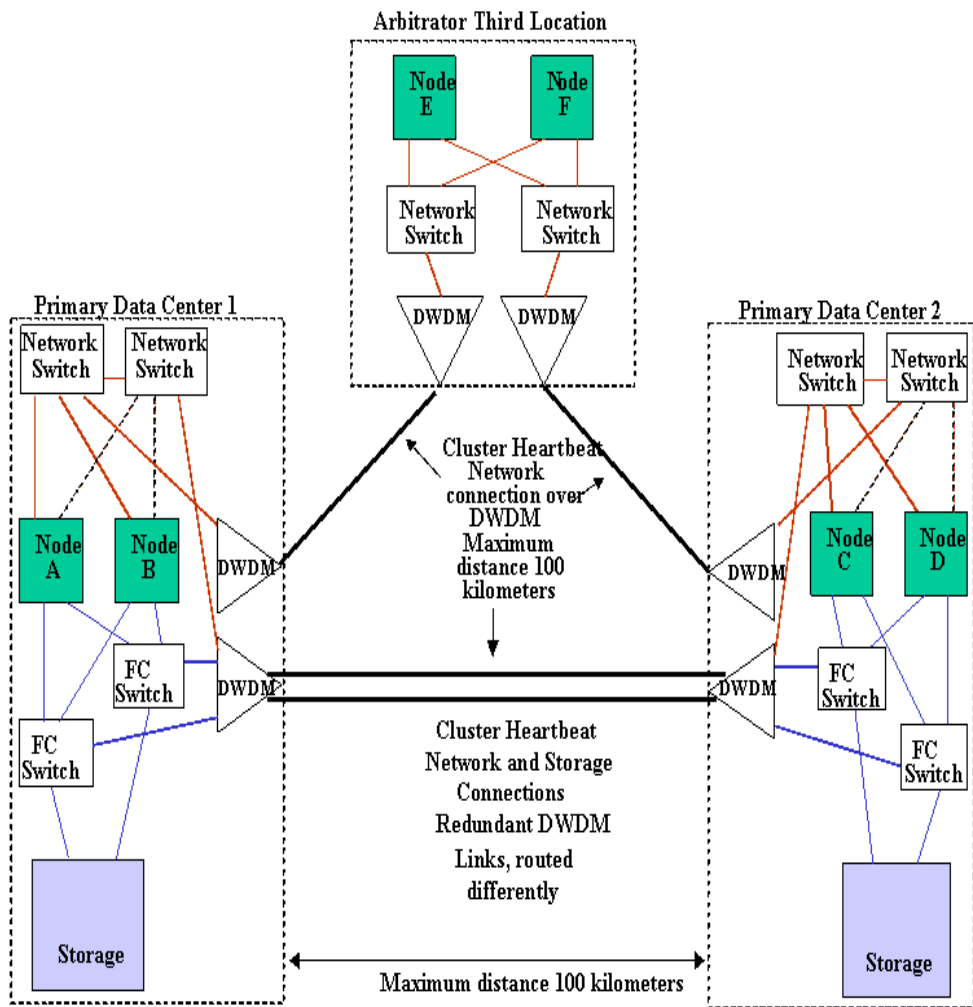 Arbitrator Third Location
Node
E
Node
F
Network
Switch
Network
Switch
DWDM
DWDM
Primary Data Center 1
Network
Switch
Network
Switch
Node
A
Node
B
DWDM
FC
Switch
DWDM
FC
Switch
Storage
Cluster Heartbeat
Network
connection over
DWDM
Maximum
distance 100
kilometers
Cluster Heartbeat
Network and Storage
Connections
Redundant DWDM
Links, routed
differently
Maximum distance 100 kilometers
Primary Data Center 2
Network
Switch
Network
Switch
Node
C
Node
D
DWDM
DWDM
FC
Switch
FC
Switch
Storage